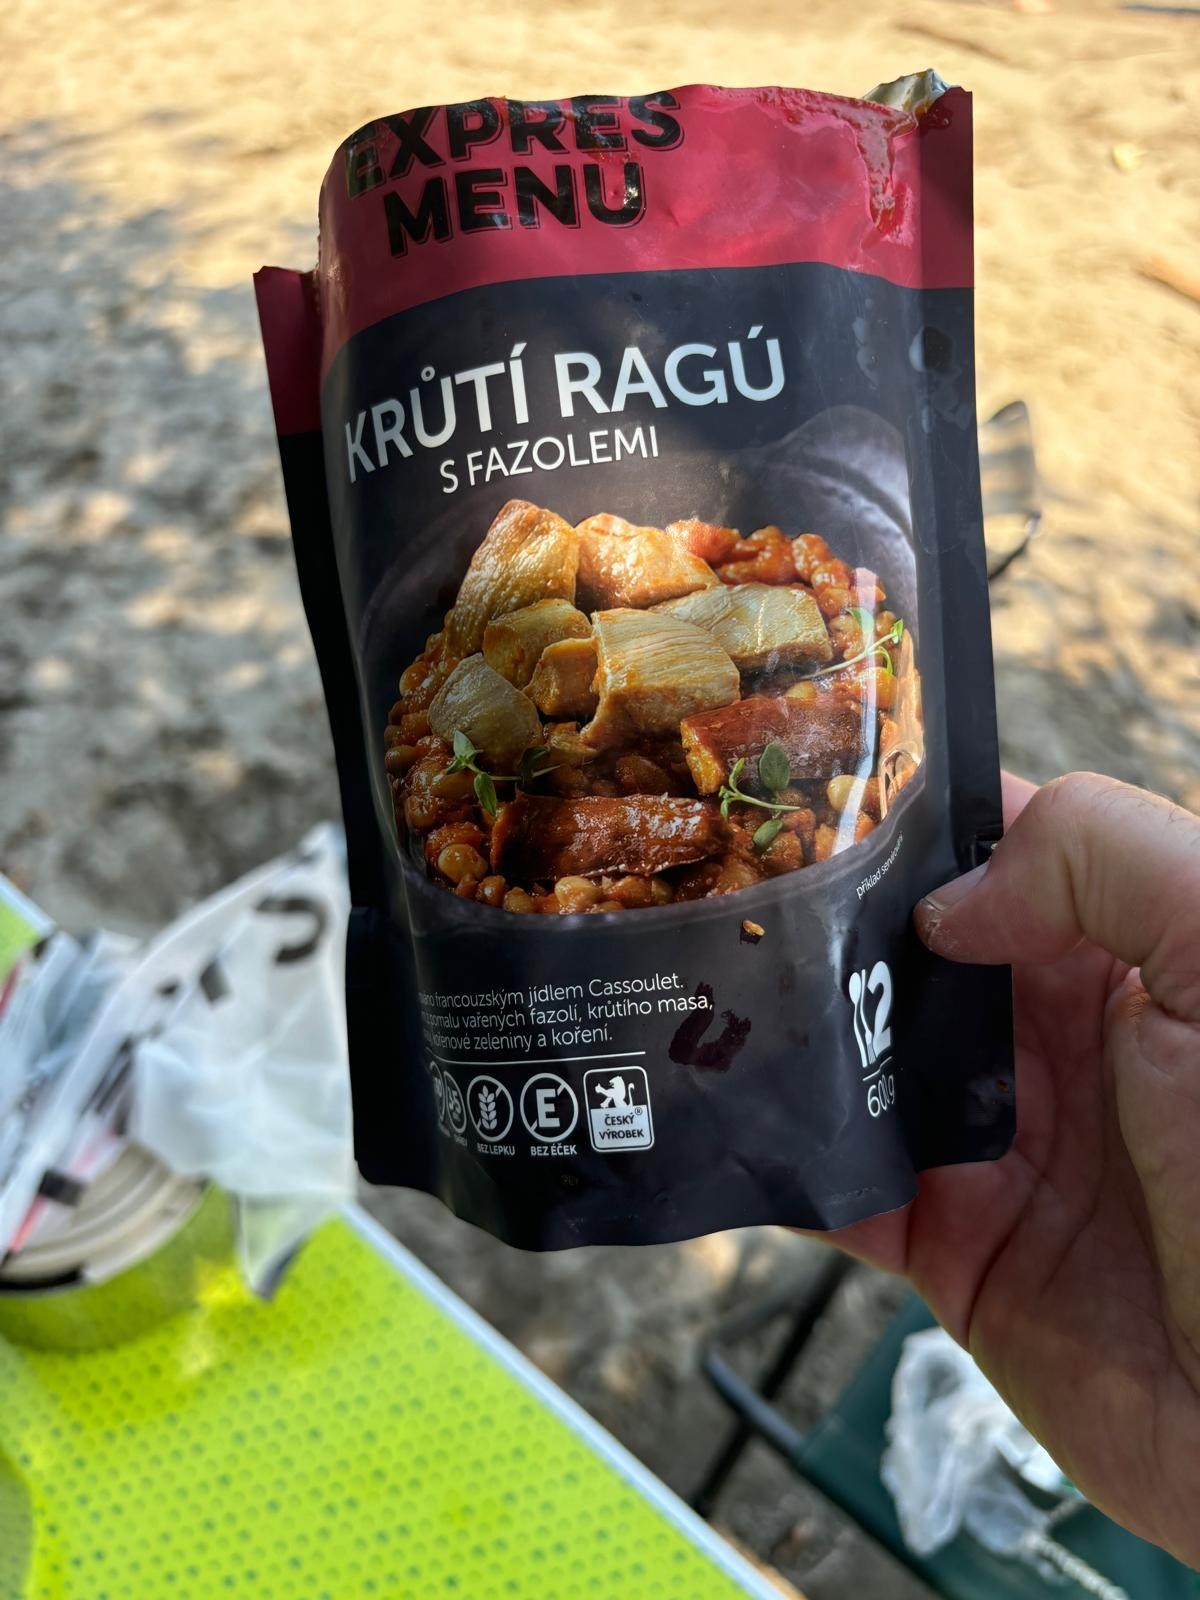 EXPRES
MENU
KRŮTÍ RAGÚ
S FAZOLEMI
příklad servírování
francouzským jídlem Cassoulet.
pomalu vařených fazolí, krůtího masa,
kořenové zeleniny a koření.
2
600g
BEZ LEPKU
BEZ ÉČEK
E
ČESKÝ®
VÝROBEK